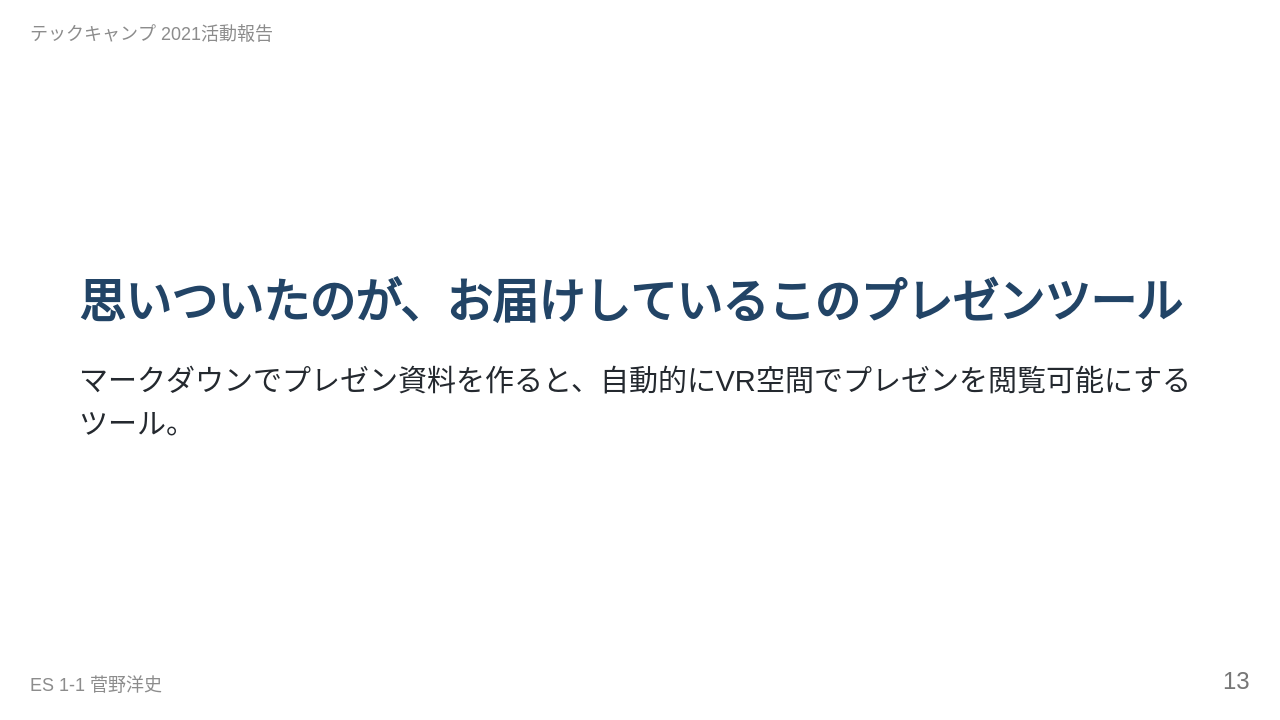 テックキャンプ 2021活動報告
思いついたのが、お届けしているこのプレゼンツール
マークダウンでプレゼン資料を作ると、自動的にVR空間でプレゼンを閲覧可能にする
ツール。
ES 1-1 菅野洋史
13